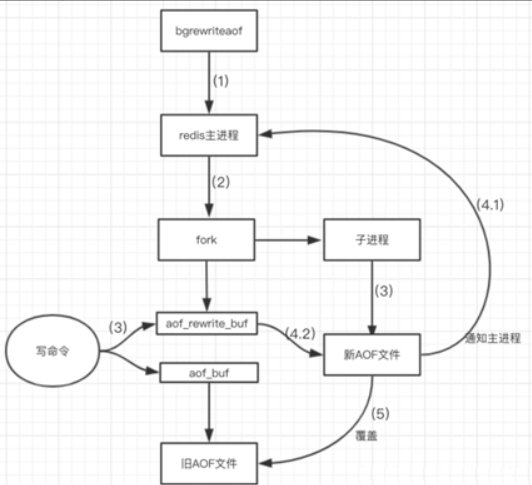 bgrewriteaof
(1)
redis主进程
(2)
(4.1)
fork
子进程
(3)
(3)
aof_rewrite_buf
(4.2)
写命令
通知主进程
新AOF文件
aof_buf
(5)
覆盖
旧AOF文件